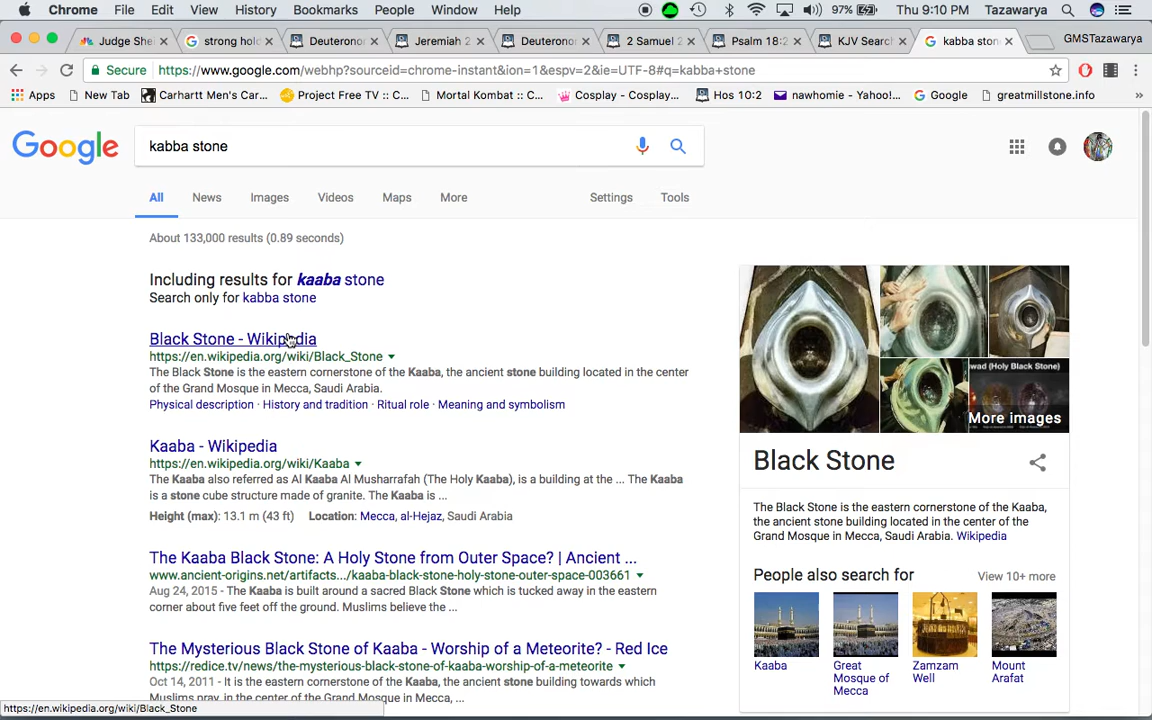 Chrome File Edit View History Bookmarks People Window Help 97% Thu 9:10 PM Tazawarya
Judge She
strong hol
Deuterono
Jeremiah 2
Deuterono
2 Samuel 2
Psalm 18:2
KJV Searc
kabba ston
GMSTazawarya
Secure https://www.google.com/webhp?sourceid=chrome-instant&ion=1&espv=2&ie=UTF-8#q=kabba+stone
Apps New Tab Carhartt Men's Car... Project Free TV :: C... Mortal Kombat :: C... Cosplay - Cosplay... Hos 10:2 nawhomie - Yahoo!... Google greatmillstone.info »
Google
kabba stone
All News Images Videos Maps More Settings Tools
About 133,000 results (0.89 seconds)
Including results for kaaba stone
Search only for kabba stone
Black Stone - Wikipedia
https://en.wikipedia.org/wiki/Black_Stone
The Black Stone is the eastern cornerstone of the Kaaba, the ancient stone building located in the center
of the Grand Mosque in Mecca, Saudi Arabia.
Physical description · History and tradition · Ritual role · Meaning and symbolism
Kaaba - Wikipedia
https://en.wikipedia.org/wiki/Kaaba
The Kaaba also referred as Al Kaaba Al Musharrafah (The Holy Kaaba), is a building at the ... The Kaaba
is a stone cube structure made of granite. The Kaaba is ...
Height (max): 13.1 m (43 ft) Location: Mecca, al-Hejaz, Saudi Arabia
The Kaaba Black Stone: A Holy Stone from Outer Space? | Ancient ...
www.ancient-origins.net/artifacts.../kaaba-black-stone-holy-stone-outer-space-003661
Aug 24, 2015 - The Kaaba is built around a sacred Black Stone which is tucked away in the eastern
corner about five feet off the ground. Muslims believe the ...
The Mysterious Black Stone of Kaaba - Worship of a Meteorite? - Red Ice
https://redice.tv/news/the-mysterious-black-stone-of-kaaba-worship-of-a-meteorite
Oct 14, 2011 - It is the eastern cornerstone of the Kaaba, the ancient stone building towards which
Muslims pray, in the center of the Grand Mosque in Mecca, ...
wad (Holy Black Stone)
More images
Black Stone
The Black Stone is the eastern cornerstone of the Kaaba,
the ancient stone building located in the center of the
Grand Mosque in Mecca, Saudi Arabia. Wikipedia
People also search for View 10+ more
Kaaba
Great
Mosque of
Mecca
Zamzam
Well
Mount
Arafat
https://en.wikipedia.org/wiki/Black_Stone